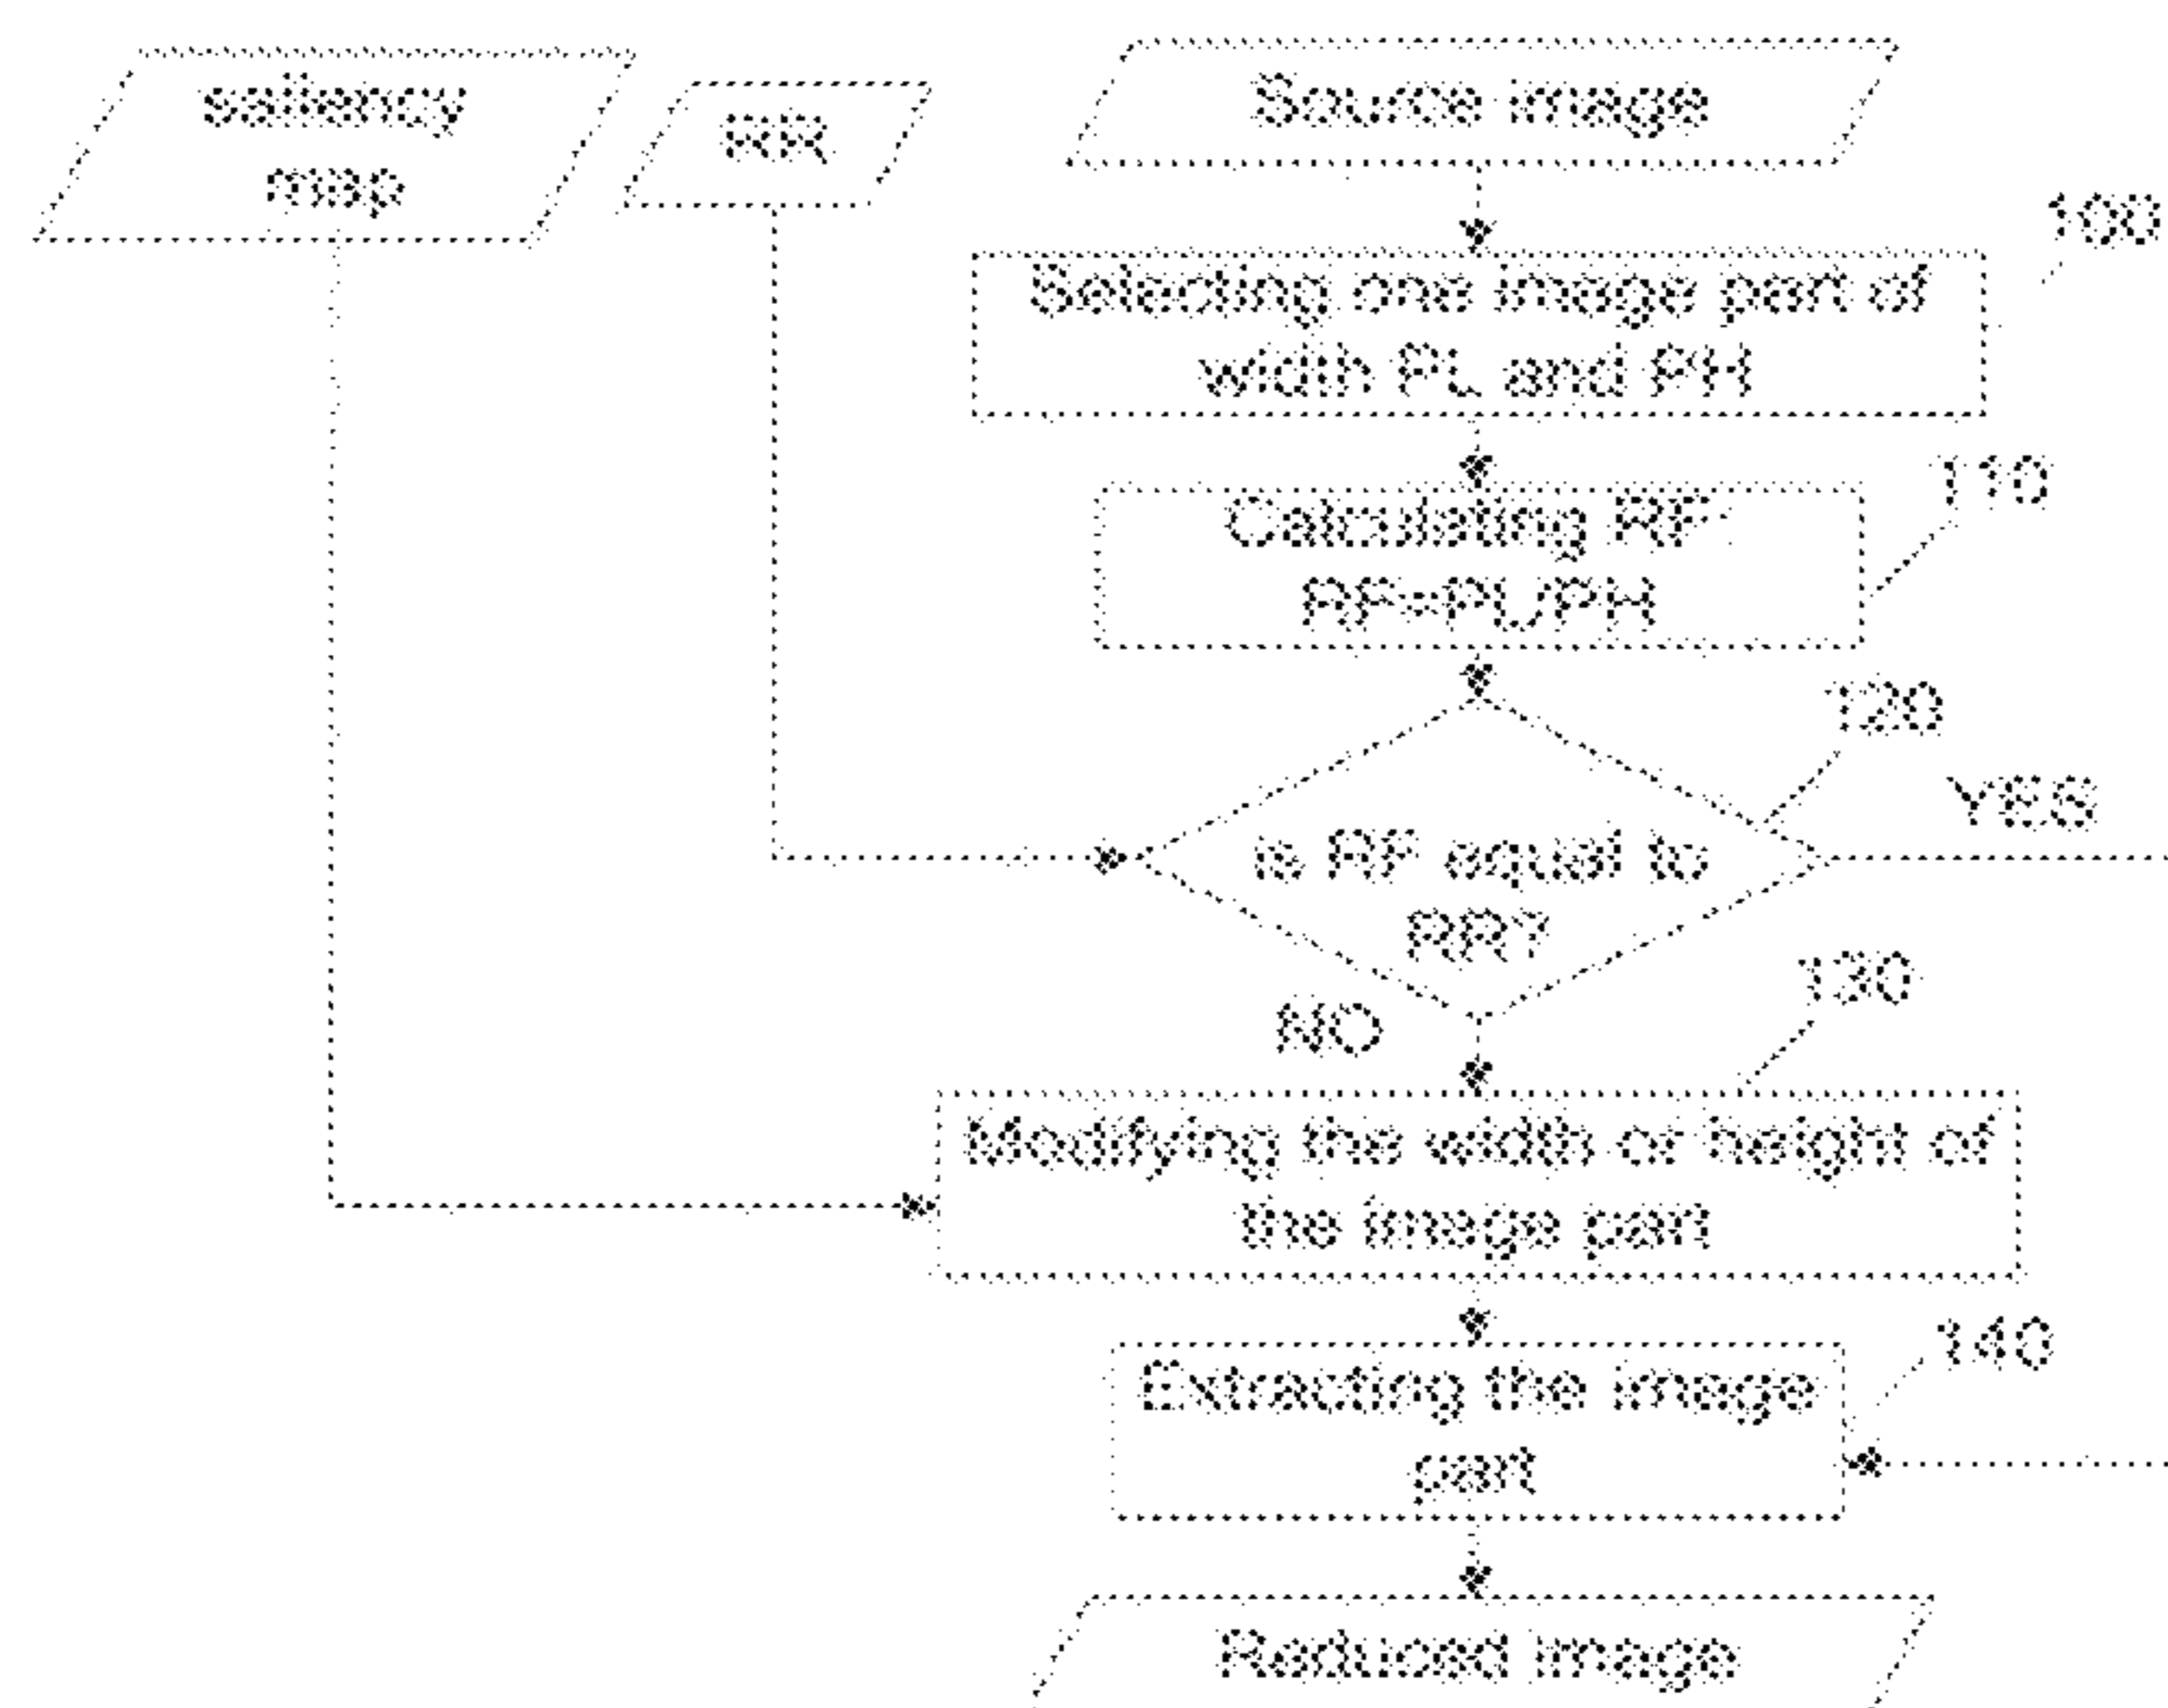 saliency
map
RR
Source image
100
Selecting one image part of
width PL and PH
110
Calculating RF:
RF=PL/PH
120
YES
is RF equal to
RR?
130
NO
Modifying the width or height of
the image part
140
Extracting the image
part
Reduced image